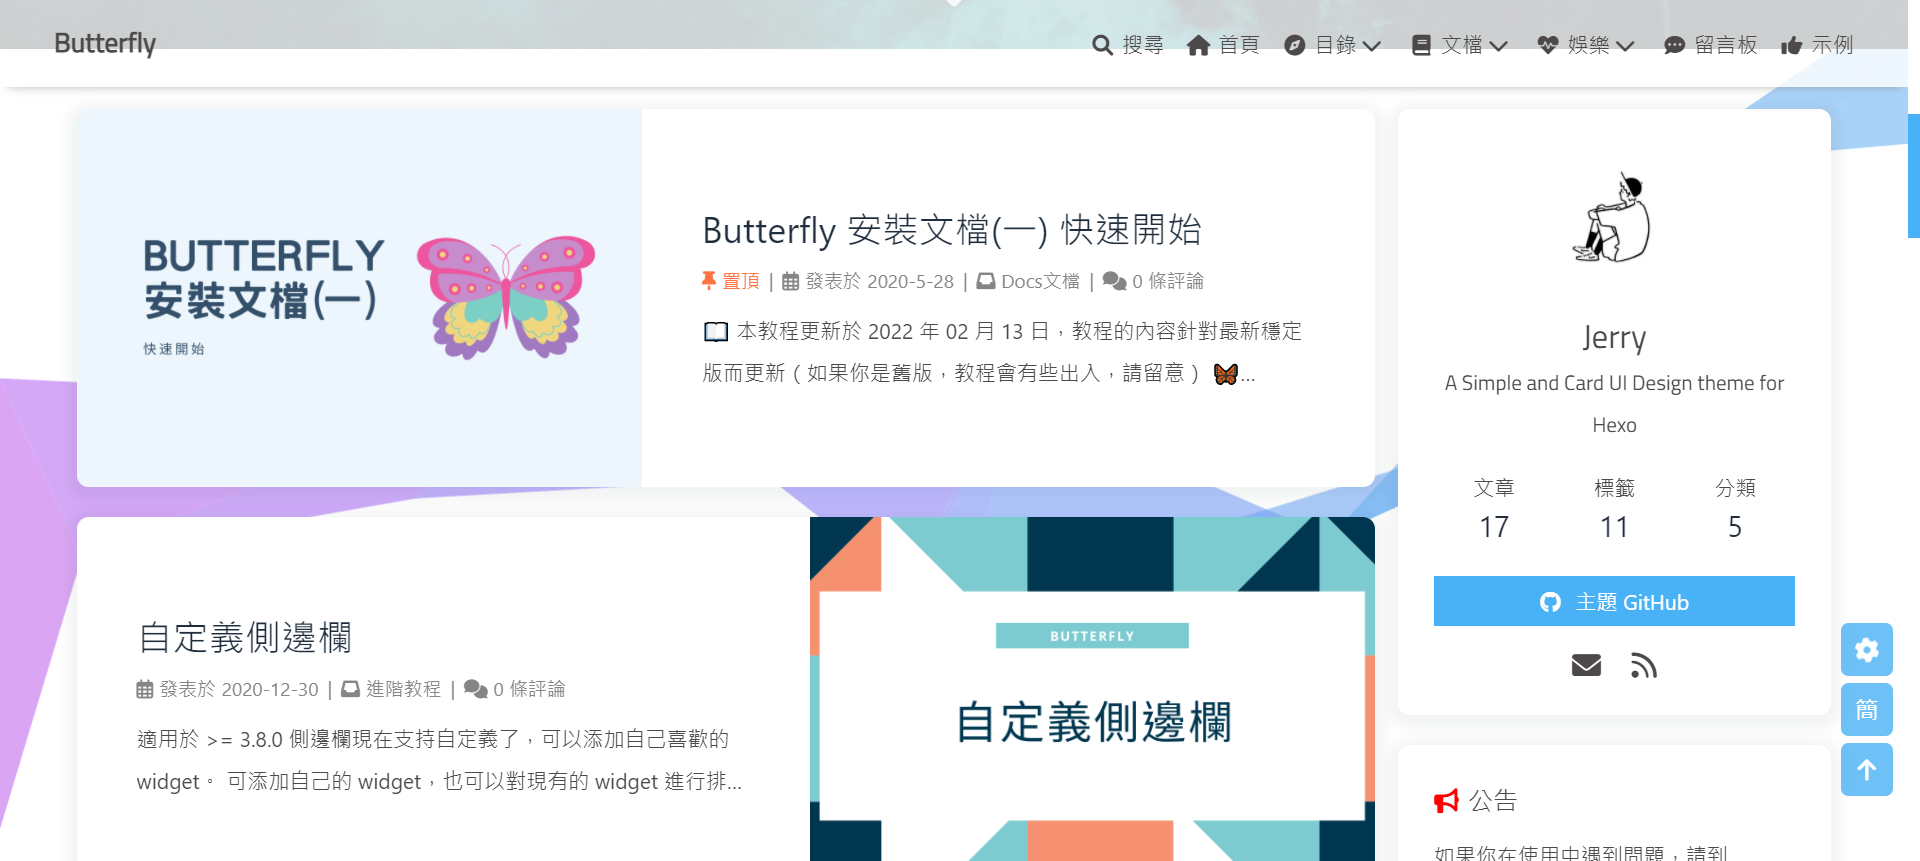 Butterfly
搜尋
首頁
目錄
文檔
娛樂
留言板
示例
BUTTERFLY
安裝文檔(一)
快速開始
Butterfly 安裝文檔(一) 快速開始
置頂 | 發表於 2020-5-28 | Docs文檔 | 0 條評論
📖 本教程更新於 2022 年 02 月 13 日，教程的內容針對最新穩定
版而更新（如果你是舊版，教程會有些出入，請留意） 🦋...
自定義側邊欄
發表於 2020-12-30 | 進階教程 | 0 條評論
適用於 >= 3.8.0 側邊欄現在支持自定義了，可以添加自己喜歡的
widget。 可添加自己的 widget，也可以對現有的 widget 進行排...
BUTTERFLY
自定義側邊欄
Jerry
A Simple and Card UI Design theme for
Hexo
文章
標籤
分類
17
11
5
主題 GitHub
簡
公告
如果你在使用中遇到問題，請到